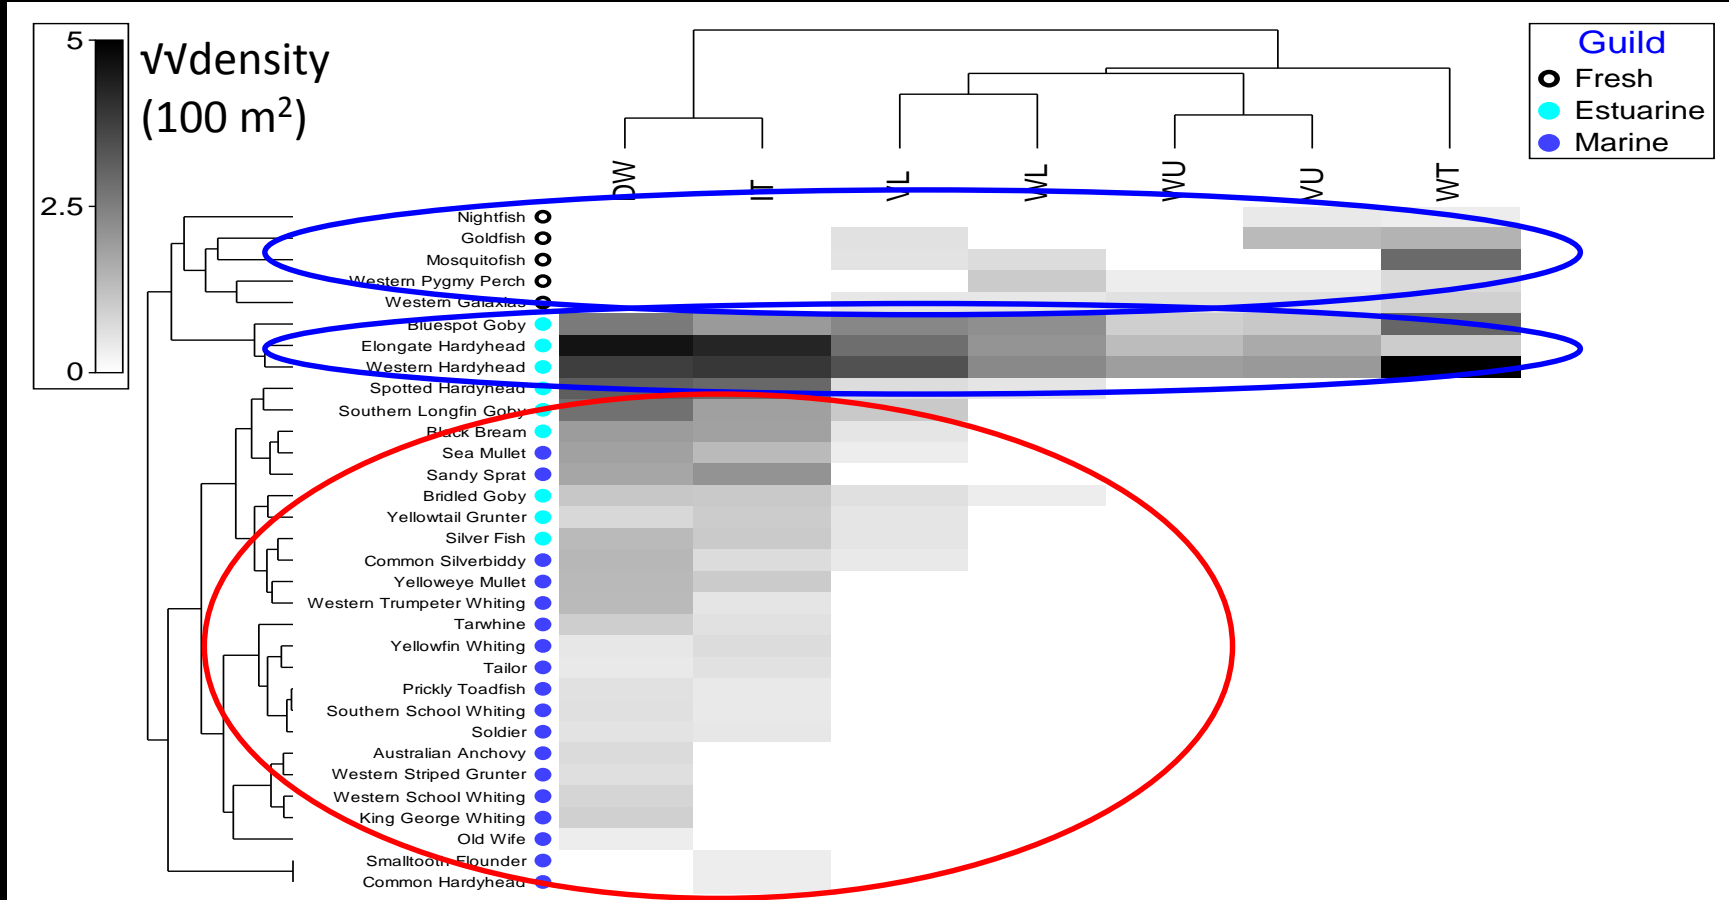 5
2.5
0
√√density
(100 m²)
Guild
Fresh
Estuarine
Marine
DW
IT
VL
WL
WU
VU
WT
Nightfish
Goldfish
Mosquitofish
Western Pygmy Perch
Western Galaxias
Bluespot Goby
Elongate Hardyhead
Western Hardyhead
Spotted Hardyhead
Southern Longfin Goby
Black Bream
Sea Mullet
Sandy Sprat
Bridled Goby
Yellowtail Grunter
Silver Fish
Common Silverbiddy
Yelloweye Mullet
Western Trumpeter Whiting
Tarwhine
Yellowfin Whiting
Tailor
Prickly Toadfish
Southern School Whiting
Soldier
Australian Anchovy
Western Striped Grunter
Western School Whiting
King George Whiting
Old Wife
Smalltooth Flounder
Common Hardyhead